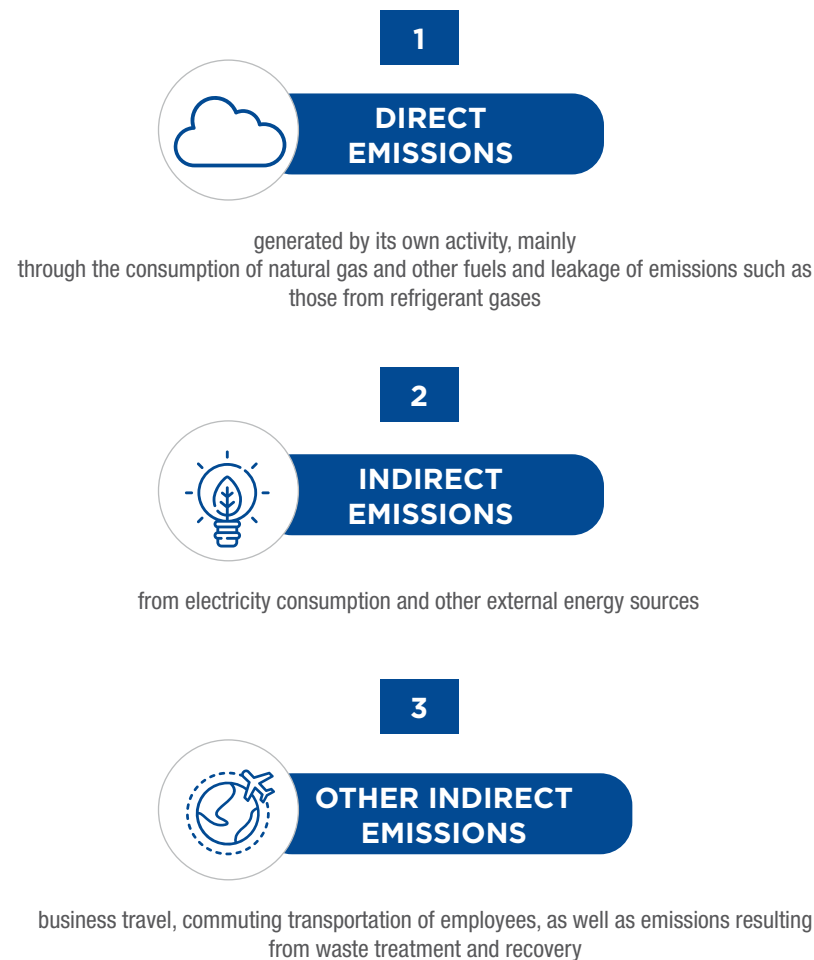 1
DIRECT
EMISSIONS
generated by its own activity, mainly
through the consumption of natural gas and other fuels and leakage of emissions such as
those from refrigerant gases
2
INDIRECT
EMISSIONS
from electricity consumption and other external energy sources
3
OTHER INDIRECT
EMISSIONS
business travel, commuting transportation of employees, as well as emissions resulting
from waste treatment and recovery